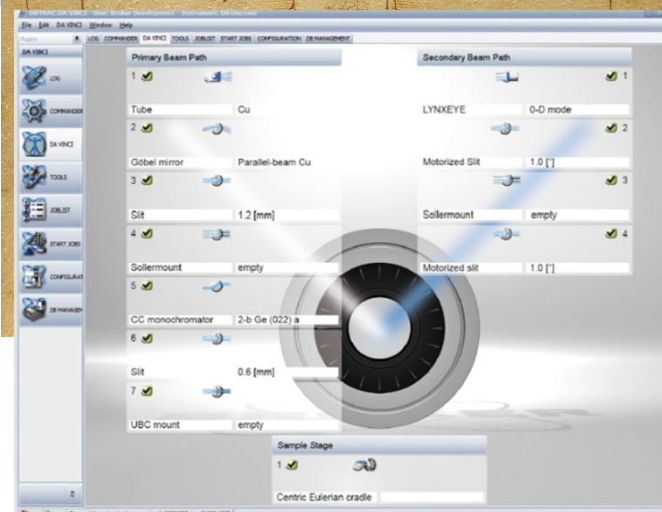 File Edit DA VINCI Window Help
LOG COMMANDER DA VINCI TOOLS JOBLIST START JOBS CONFIGURATION DB MANAGEMENT
DA VINCI
LOG
COMMANDER
DA VINCI
TOOLS
JOBLIST
START JOBS
CONFIGURAT
DB MANAGEM
Primary Beam Path
1
Tube Cu
2
Göbel mirror Parallel-beam Cu
3
Slit 1.2 [mm]
4
Sollermount empty
5
CC monochromator 2-b Ge (022) a
6
Slit 0.6 [mm]
7
UBC mount empty
Secondary Beam Path
1
LYNXEYE 0-D mode
2
Motorized Slit 1.0 [°]
3
Sollermount empty
4
Motorized slit 1.0 [°]
Sample Stage
1
Centric Eulerian cradle